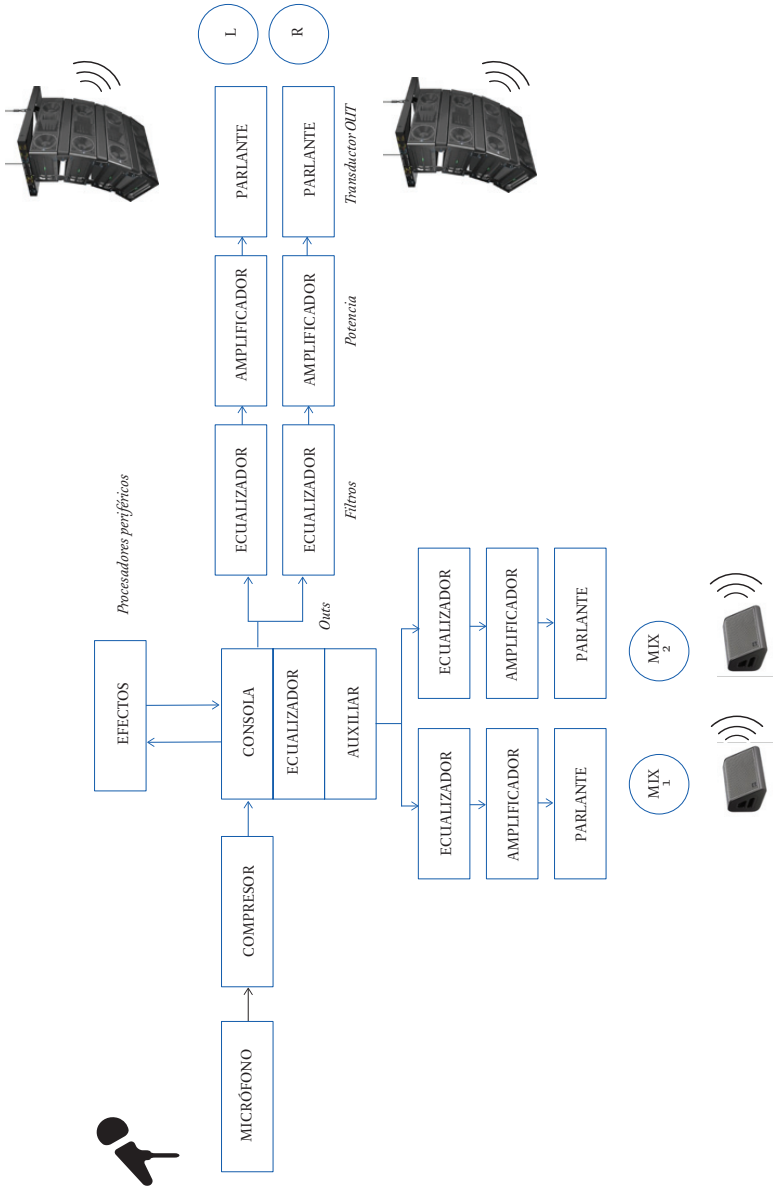 MICRÓFONO
COMPRESOR
EFECTOS
Procesadores periféricos
CONSOLA
ECUALIZADOR
AUXILIAR
Outs
ECUALIZADOR
AMPLIFICADOR
PARLANTE
L
ECUALIZADOR
AMPLIFICADOR
PARLANTE
R
Filtros
Potencia
Transductor OUT
ECUALIZADOR
AMPLIFICADOR
PARLANTE
MIX
1
ECUALIZADOR
AMPLIFICADOR
PARLANTE
MIX
2